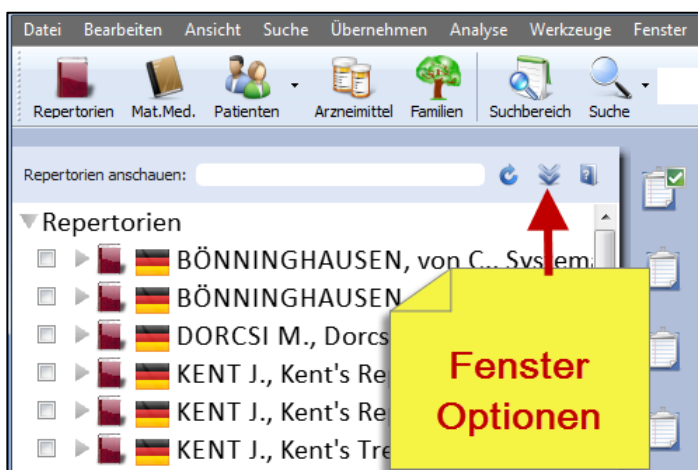 Datei Bearbeiten Ansicht Suche Übernehmen Analyse Werkzeuge Fenster
Repertorien Mat.Med. Patienten Arzneimittel Familien Suchbereich Suche
Repertorien anschauen:
Repertorien
BÖNNINGHAUSEN, von C.,
BÖNNINGHAUSEN
DORCSI M., Dorcs
KENT J., Kent's Re
KENT J., Kent's Re
KENT J., Kent's Tre
Fenster
Optionen